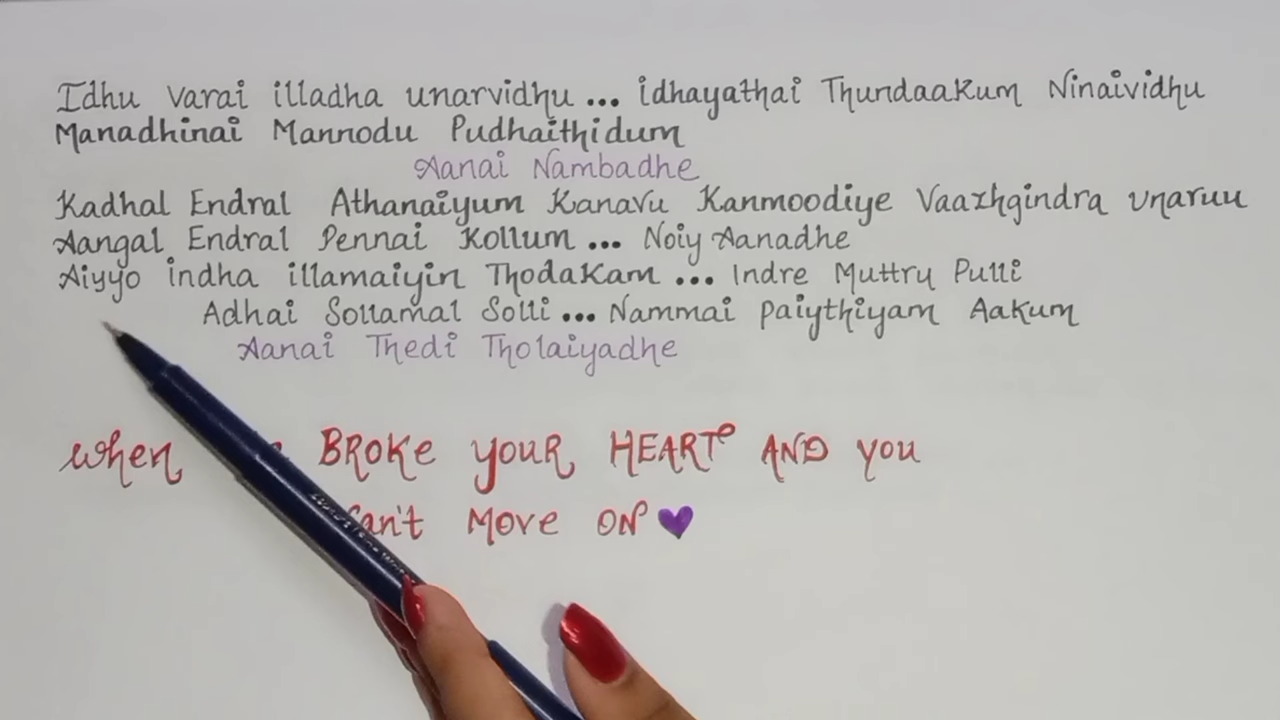 Idhu varai illadha unarvidhu ... idhayathai Thundaakum Ninaividhu
Manadhinai Mannodu Pudhaithidum
Aanai Nambadhe
Kadhal Endral Athanaiyum Kanavu Kanmoodiye Vaazhgindra unaruu
Aangal Endral Pennai Kollum ... Noiy Aanadhe
Aiyyo indha illamaiyin Thodakam ... Indre Muttru Pulli
Adhai Sollamal Solli ... Nammai Paiythiyam Aakum
Aanai Thedi Tholaiyadhe
when BROKE YOUR HEART AND you
can't MOVE ON